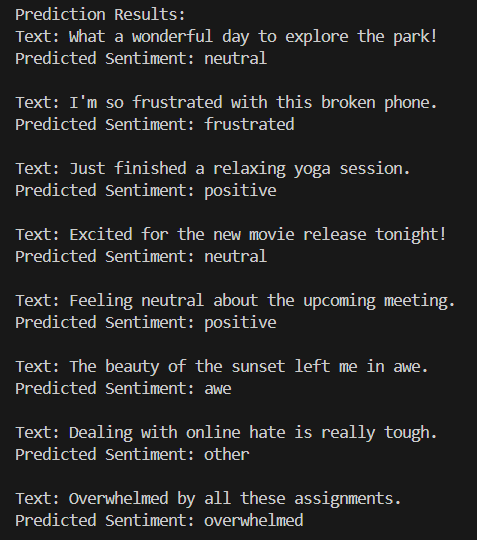 Prediction Results:
Text: What a wonderful day to explore the park!
Predicted Sentiment: neutral
Text: I'm so frustrated with this broken phone.
Predicted Sentiment: frustrated
Text: Just finished a relaxing yoga session.
Predicted Sentiment: positive
Text: Excited for the new movie release tonight!
Predicted Sentiment: neutral
Text: Feeling neutral about the upcoming meeting.
Predicted Sentiment: positive
Text: The beauty of the sunset left me in awe.
Predicted Sentiment: awe
Text: Dealing with online hate is really tough.
Predicted Sentiment: other
Text: Overwhelmed by all these assignments.
Predicted Sentiment: overwhelmed